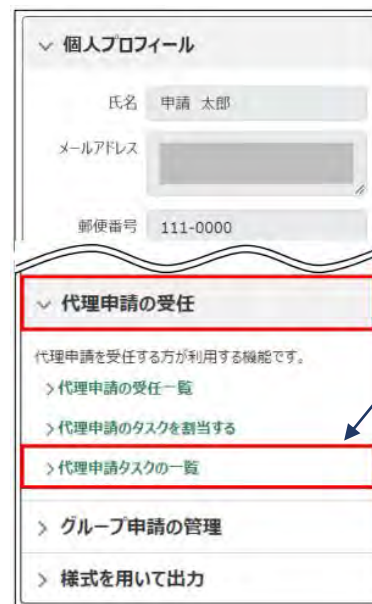 個人プロフィール
氏名 申請 太郎
メールアドレス
郵便番号 111-0000
代理申請の受任
代理申請を受任する方が利用する機能です。
>代理申請の受任一覧
>代理申請のタスクを割当する
>代理申請タスクの一覧
> グループ申請の管理
> 様式を用いて出力